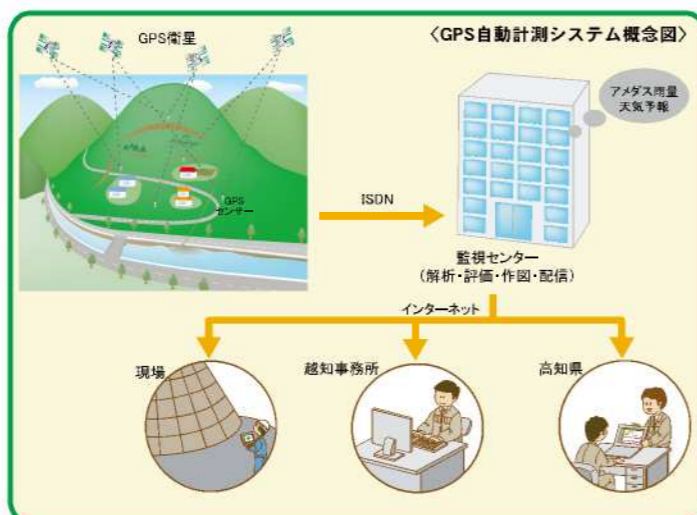 〈GPS自動計測システム概念図〉
GPS衛星
アメダス雨量
天気予報
GPS
センサー
ISDN
監視センター
(解析・評価・作図・配信)
インターネット
現場
越知事務所
高知県